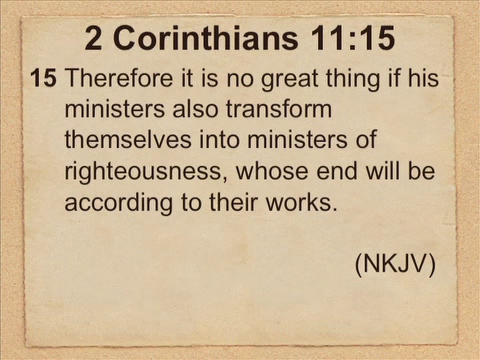 2 Corinthians 11:15
15 Therefore it is no great thing if his
ministers also transform
themselves into ministers of
righteousness, whose end will be
according to their works.
(NKJV)